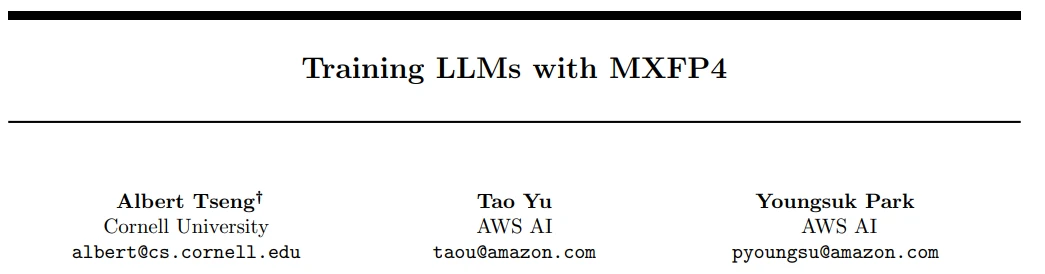 Training LLMs with MXFP4
Albert Tseng† Tao Yu Youngsuk Park
Cornell University AWS AI AWS AI
albert@cs.cornell.edu taou@amazon.com pyoungsu@amazon.com